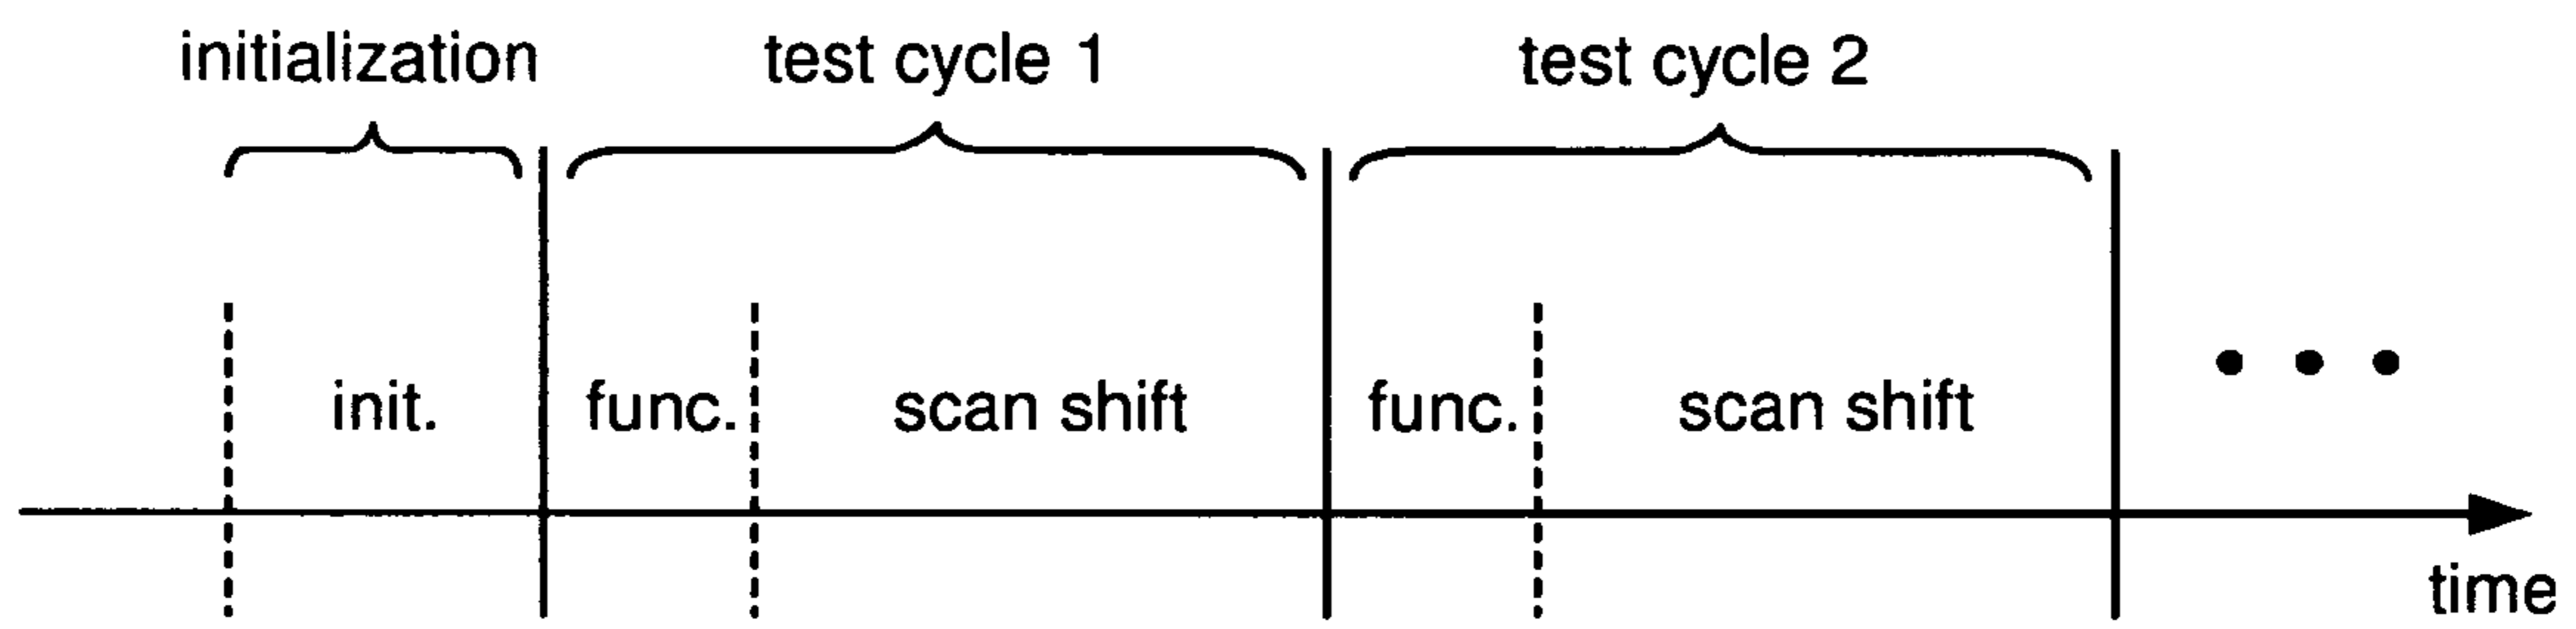 initialization test cycle 1 test cycle 2
init. func. scan shift func. scan shift
time